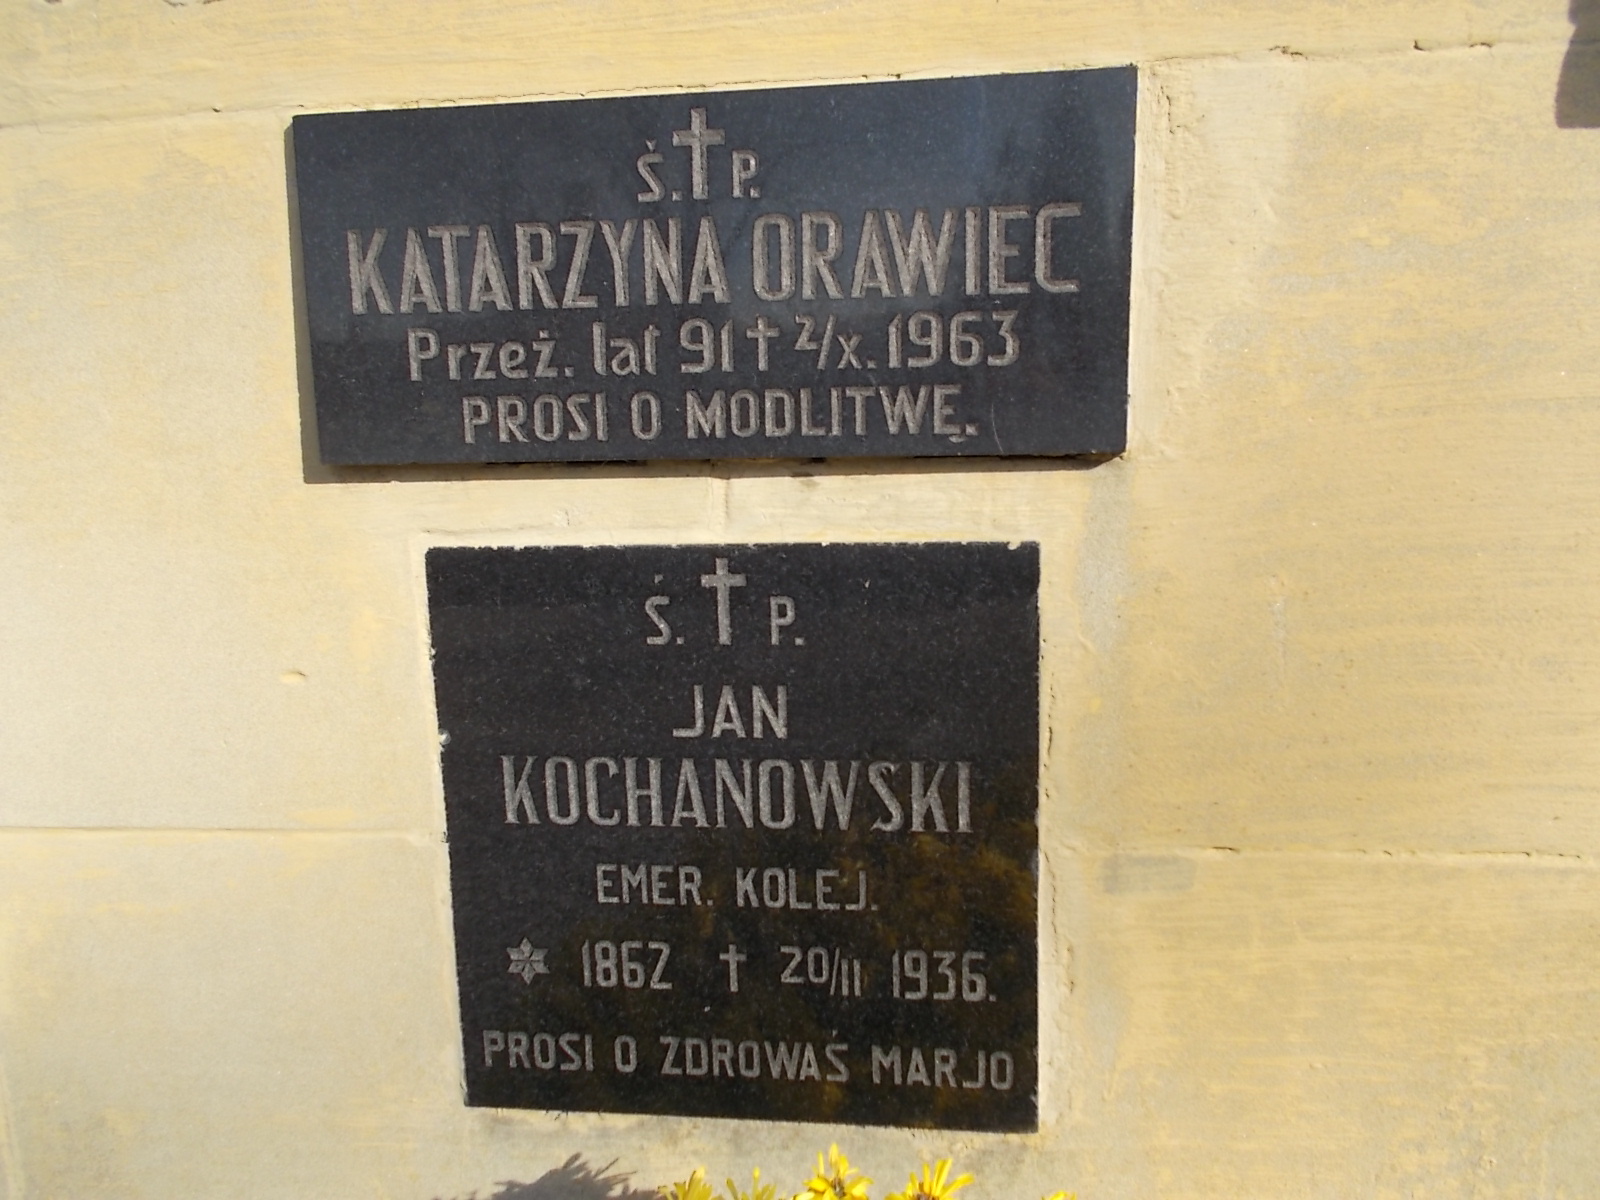 Ś.✝P.
KATARZYNA ORAWIEC
Przeż. lat 91 ✝ 2/X. 1963
PROSI O MODLITWĘ.
Ś.✝P.
JAN
KOCHANOWSKI
EMER. KOLEJ.
✲ 1862 ✝ 20/II 1936.
PROSI O ZDROWAŚ MARJO